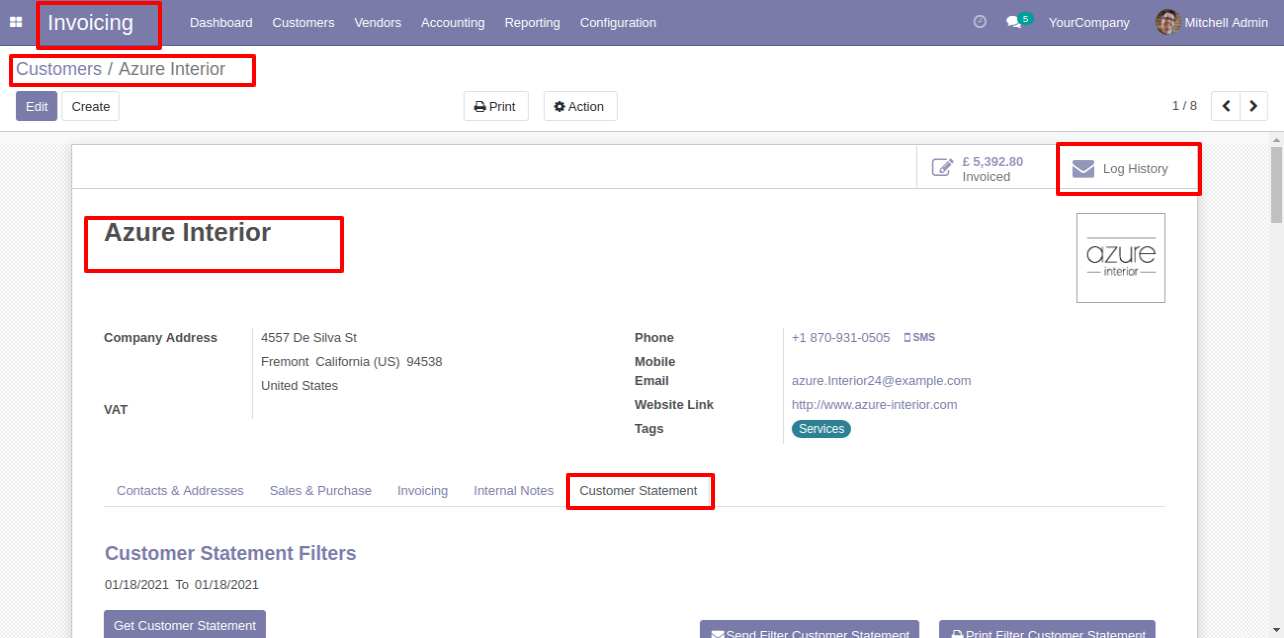 Invoicing Dashboard Customers Vendors Accounting Reporting Configuration 5 YourCompany Mitchell Admin
Customers / Azure Interior
Edit Create Print Action 1 / 8
£ 5,392.80
Invoiced
Log History
Azure Interior
azure
interior
Company Address 4557 De Silva St
Fremont California (US) 94538
United States
VAT
Phone +1 870-931-0505 SMS
Mobile
Email azure.Interior24@example.com
Website Link http://www.azure-interior.com
Tags Services
Contacts & Addresses Sales & Purchase Invoicing Internal Notes Customer Statement
Customer Statement Filters
01/18/2021 To 01/18/2021
Get Customer Statement Send Filter Customer Statement Print Filter Customer Statement